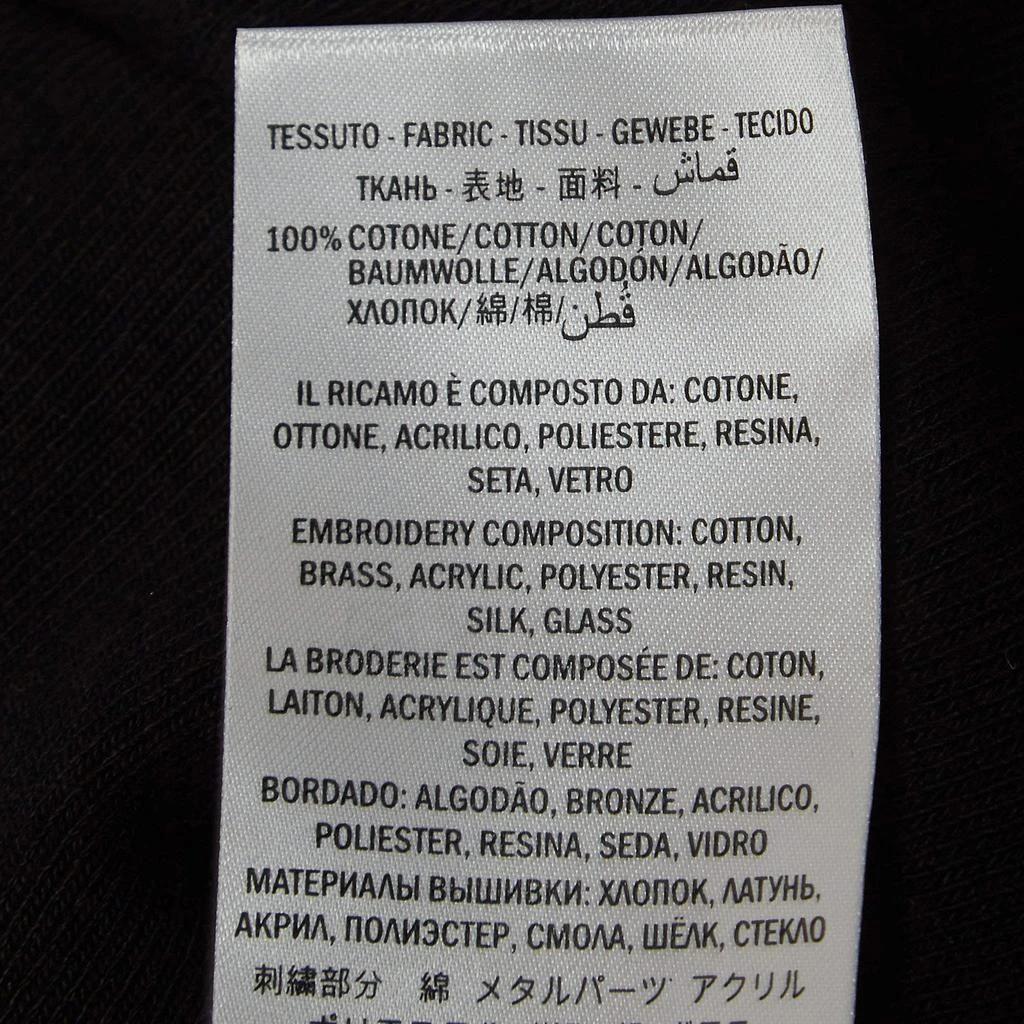 TESSUTO - FABRIC - TISSU - GEWEBE - TECIDO
ТКАНЬ - 表地 - 面料 - قماش
100% COTONE/COTTON/COTON/
BAUMWOLLE/ALGODÓN/ALGODÃO/
ХЛОПОК/綿/棉/قطن
IL RICAMO È COMPOSTO DA: COTONE,
OTTONE, ACRILICO, POLIESTERE, RESINA,
SETA, VETRO
EMBROIDERY COMPOSITION: COTTON,
BRASS, ACRYLIC, POLYESTER, RESIN,
SILK, GLASS
LA BRODERIE EST COMPOSÉE DE: COTON,
LAITON, ACRYLIQUE, POLYESTER, RESINE,
SOIE, VERRE
BORDADO: ALGODÃO, BRONZE, ACRILICO,
POLIESTER, RESINA, SEDA, VIDRO
МАТЕРИАЛЫ ВЫШИВКИ: ХЛОПОК, ЛАТУНЬ,
АКРИЛ, ПОЛИЭСТЕР, СМОЛА, ШЁЛК, СТЕКЛО
刺繍部分 綿 メタルパーツ アクリル